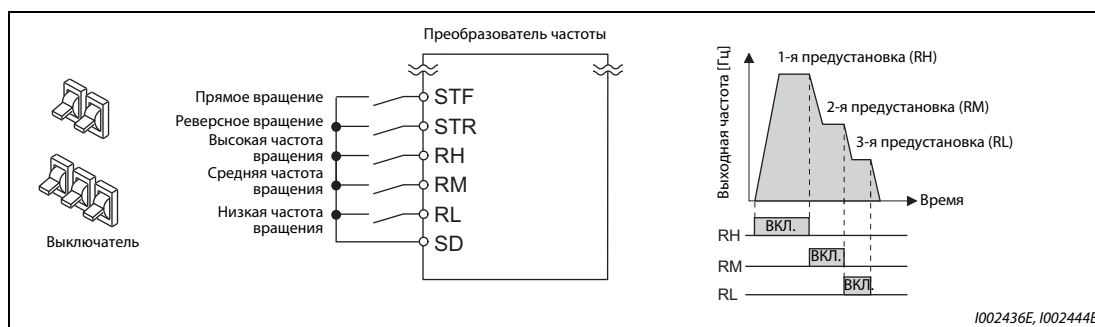 Преобразователь частоты
Прямое вращение
Реверсное вращение
Высокая частота
вращения
Средняя частота
вращения
Низкая частота
вращения
STF
STR
RH
RM
RL
SD
Выключатель
Выходная частота [Гц]
1-я предустановка (RH)
2-я предустановка (RM)
3-я предустановка (RL)
Время
RH
ВКЛ.
RM
ВКЛ.
RL
ВКЛ.
I002436E, I002444E